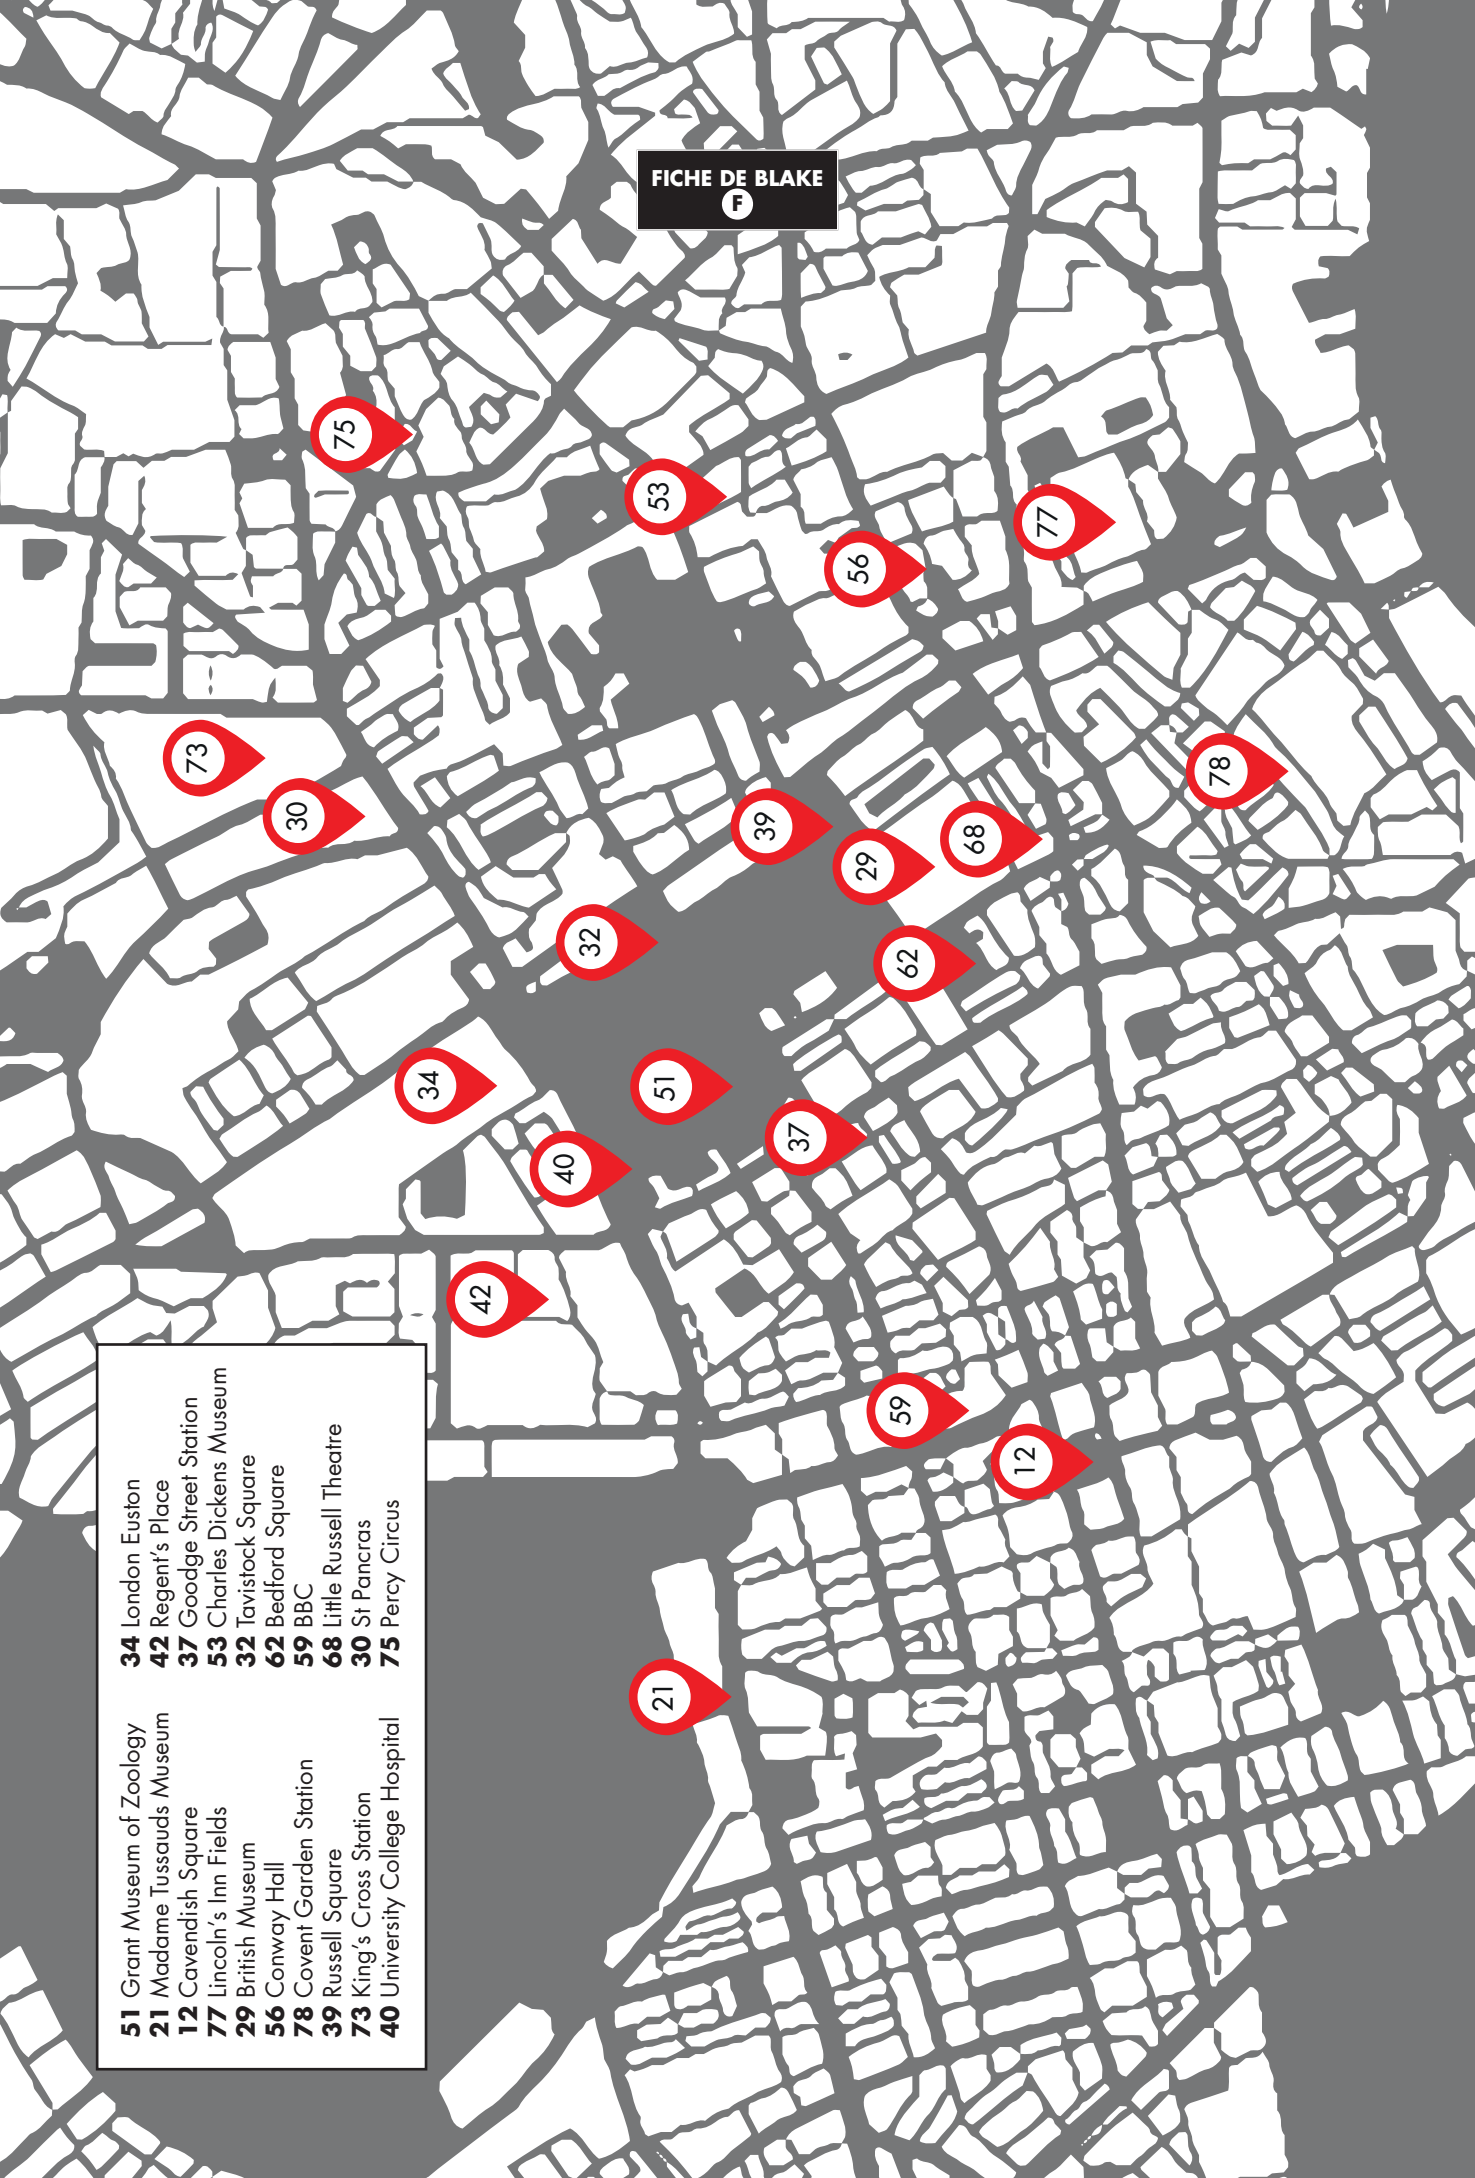 FICHE DE BLAKE
F
51 Grant Museum of Zoology
21 Madame Tussauds Museum
12 Cavendish Square
77 Lincoln's Inn Fields
29 British Museum
56 Conway Hall
78 Covent Garden Station
39 Russell Square
73 King's Cross Station
40 University College Hospital
34 London Euston
42 Regent's Place
37 Goodge Street Station
53 Charles Dickens Museum
32 Tavistock Square
62 Bedford Square
59 BBC
68 Little Russell Theatre
30 St Pancras
75 Percy Circus
75
53
56
77
73
30
39
29
68
78
32
62
34
51
40
37
42
59
12
21